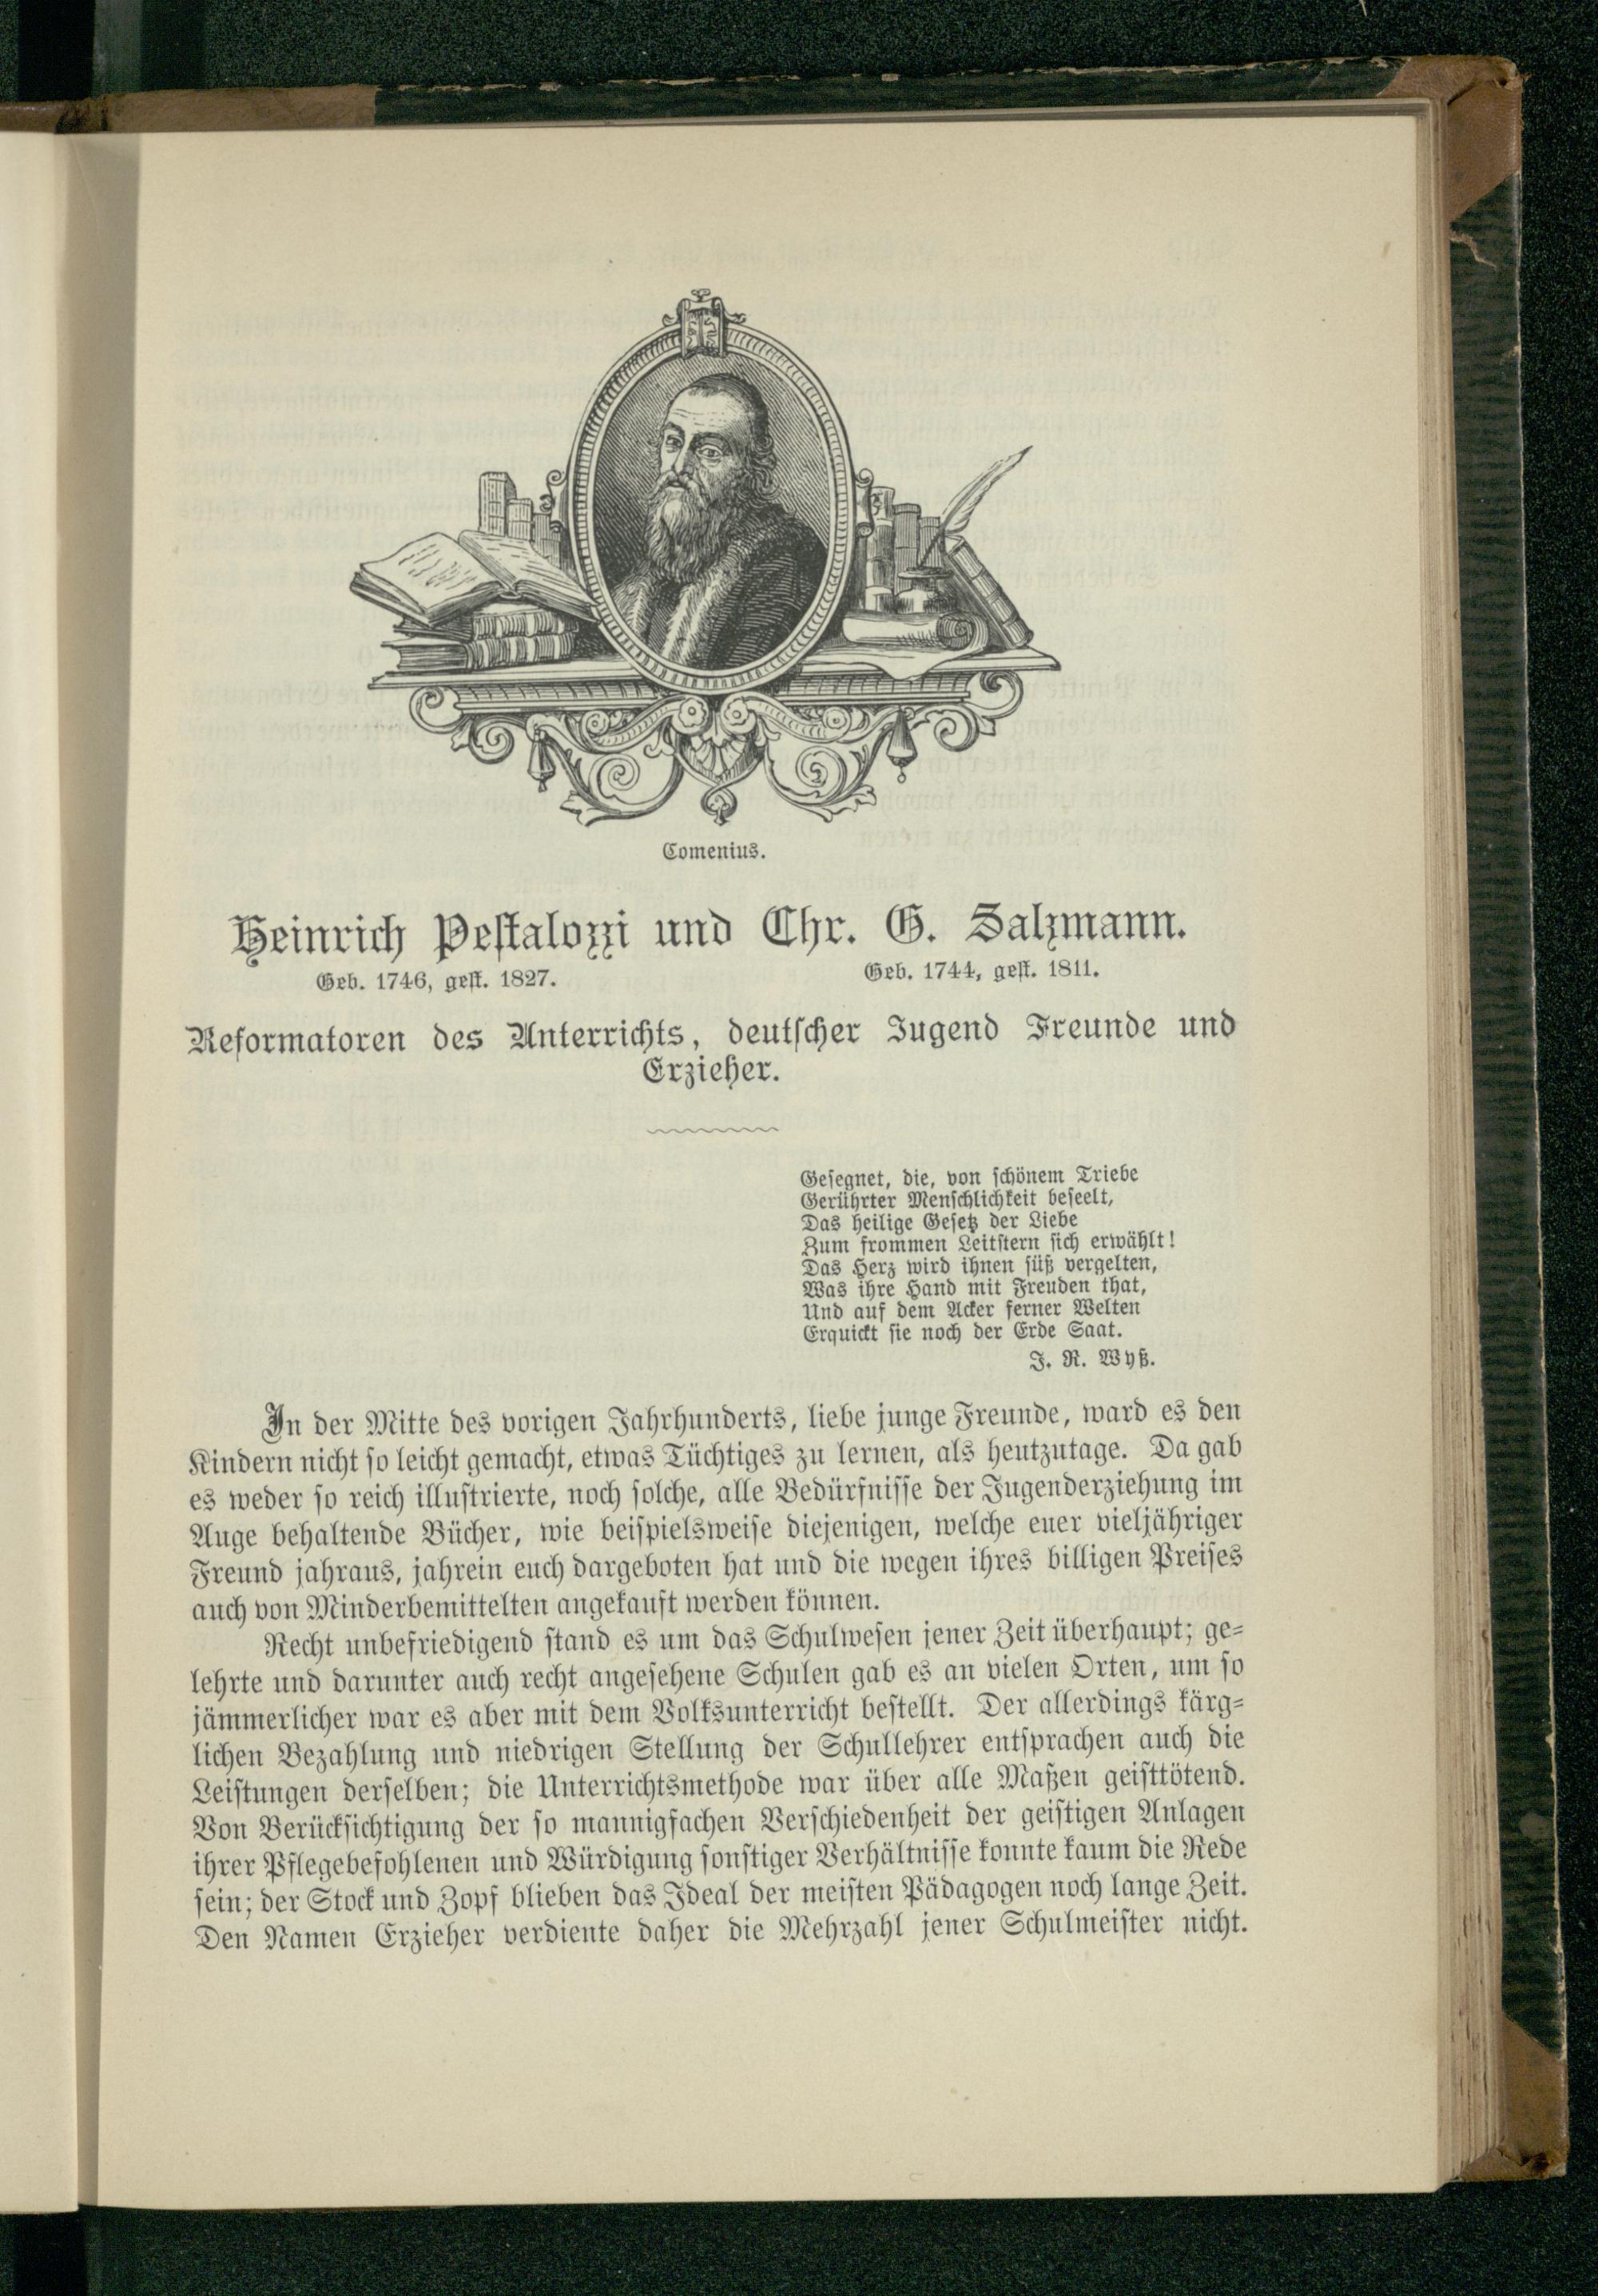 Comenius.
Heinrich Pestalozzi und Chr. G. Salzmann.
Geb. 1746, gest. 1827. Geb. 1744, gest. 1811.
Reformatoren des Unterrichts, deutscher Jugend Freunde und
Erzieher.
Gesegnet, die, von schönem Triebe
Gerührter Menschlichkeit beseelt,
Das heilige Gesetz der Liebe
Zum frommen Leitstern sich erwählt!
Das Herz wird ihnen süß vergelten,
Was ihre Hand mit Freuden that,
Und auf dem Acker ferner Welten
Erquickt sie noch der Erde Saat.
J. R. Wyß.
In der Mitte des vorigen Jahrhunderts, liebe junge Freunde, ward es den
Kindern nicht so leicht gemacht, etwas Tüchtiges zu lernen, als heutzutage. Da gab
es weder so reich illustrierte, noch solche, alle Bedürfnisse der Jugenderziehung im
Auge behaltende Bücher, wie beispielsweise diejenigen, welche euer vieljähriger
Freund jahraus, jahrein euch dargeboten hat und die wegen ihres billigen Preises
auch von Minderbemittelten angekauft werden können.
Recht unbefriedigend stand es um das Schulwesen jener Zeit überhaupt; ge-
lehrte und darunter auch recht angesehene Schulen gab es an vielen Orten, um so
jämmerlicher war es aber mit dem Volksunterricht bestellt. Der allerdings kärg-
lichen Bezahlung und niedrigen Stellung der Schullehrer entsprachen auch die
Leistungen derselben; die Unterrichtsmethode war über alle Maßen geisttötend.
Von Berücksichtigung der so mannigfachen Verschiedenheit der geistigen Anlagen
ihrer Pflegebefohlenen und Würdigung sonstiger Verhältnisse konnte kaum die Rede
sein; der Stock und Zopf blieben das Ideal der meisten Pädagogen noch lange Zeit.
Den Namen Erzieher verdiente daher die Mehrzahl jener Schulmeister nicht.